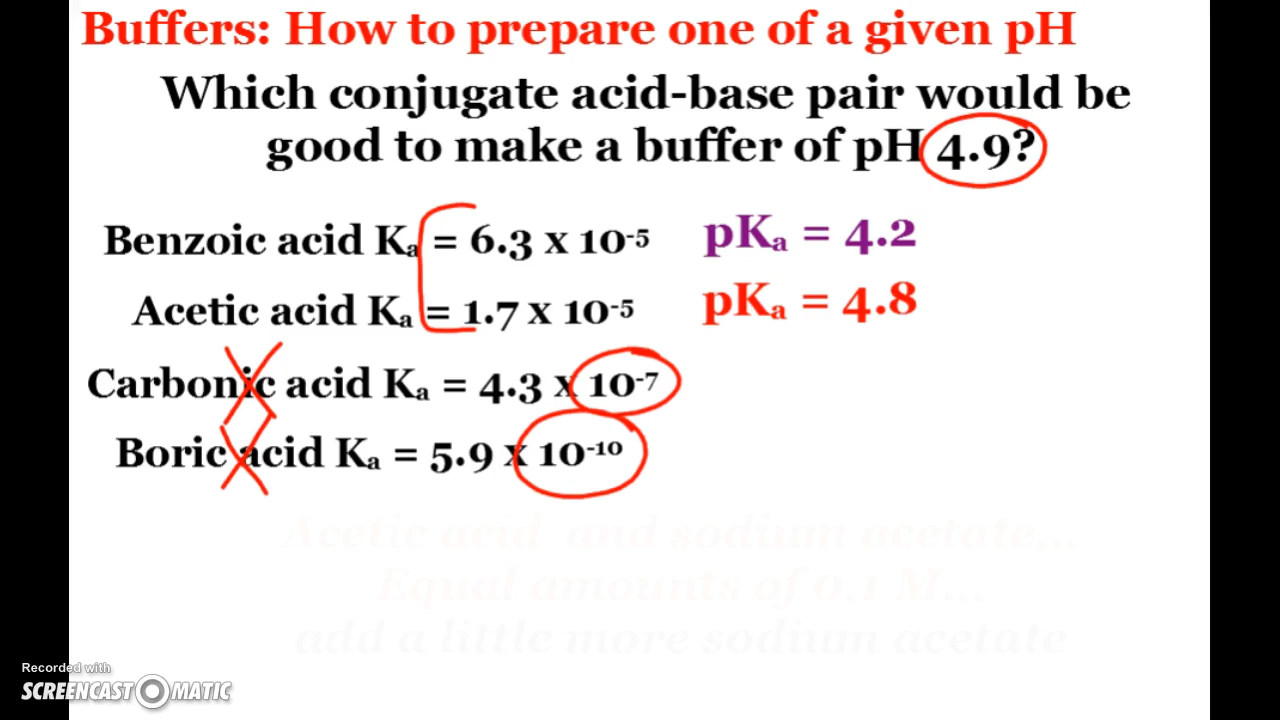 Buffers: How to prepare one of a given pH
Which conjugate acid-base pair would be
good to make a buffer of pH 4.9?
Benzoic acid Kₐ = 6.3 x 10⁻⁵ pKₐ = 4.2
Acetic acid Kₐ = 1.7 x 10⁻⁵ pKₐ = 4.8
Carbonic acid Kₐ = 4.3 x 10⁻⁷
Boric acid Kₐ = 5.9 x 10⁻¹⁰
Acetic acid and sodium acetate...
Equal amounts of 0.1 M...
add a little more sodium acetate
Recorded with
SCREENCAST O MATIC